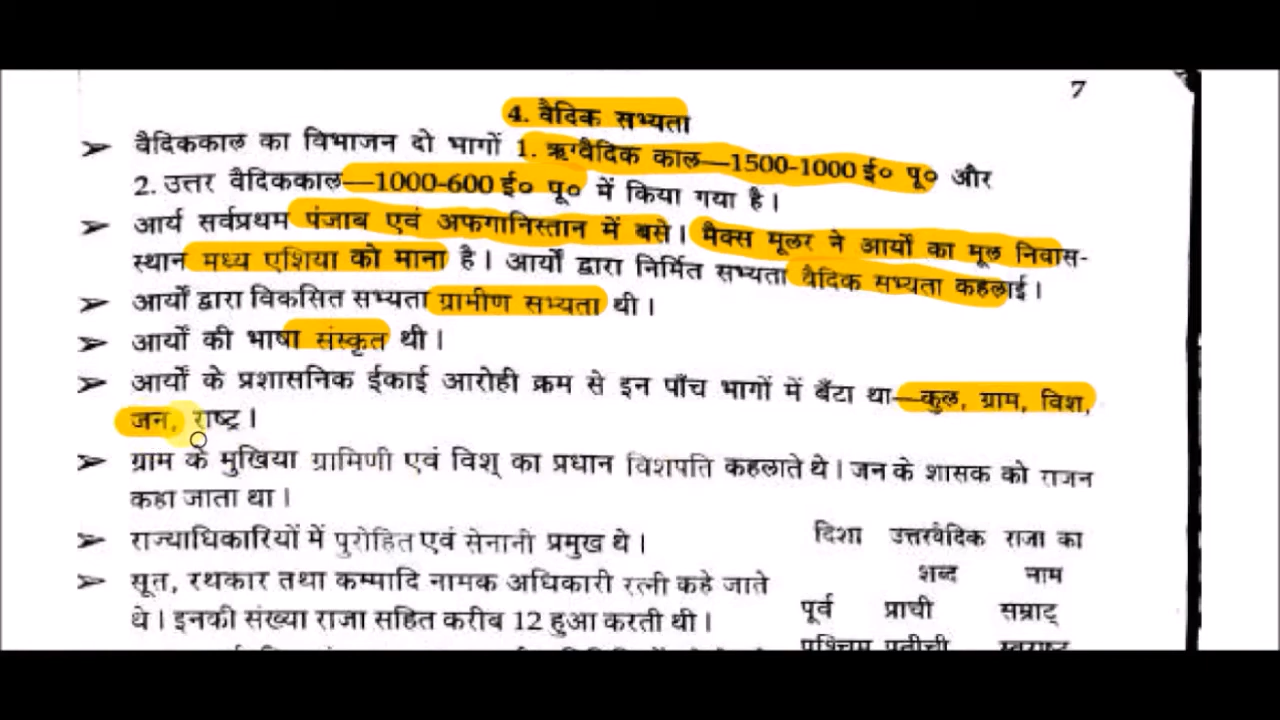 7
4. वैदिक सभ्यता
➢ वैदिककाल का विभाजन दो भागों 1. ऋग्वैदिक काल—1500-1000 ई० पू० और
2. उत्तर वैदिककाल—1000-600 ई० पू० में किया गया है।
➢ आर्य सर्वप्रथम पंजाब एवं अफगानिस्तान में बसे। मैक्स मूलर ने आर्यों का मूल निवास-
स्थान मध्य एशिया को माना है। आर्यों द्वारा निर्मित सभ्यता वैदिक सभ्यता कहलाई।
➢ आर्यों द्वारा विकसित सभ्यता ग्रामीण सभ्यता थी।
➢ आर्यों की भाषा संस्कृत थी।
➢ आर्यों के प्रशासनिक ईकाई आरोही क्रम से इन पाँच भागों में बँटा था—कुल, ग्राम, विश,
जन, राष्ट्र।
➢ ग्राम के मुखिया ग्रामिणी एवं विश् का प्रधान विशपति कहलाते थे। जन के शासक को राजन
कहा जाता था।
➢ राज्याधिकारियों में पुरोहित एवं सेनानी प्रमुख थे।
➢ सूत, रथकार तथा कम्मादि नामक अधिकारी रत्नी कहे जाते
थे। इनकी संख्या राजा सहित करीब 12 हुआ करती थी।
दिशा उत्तरवैदिक राजा का
शब्द नाम
पूर्व प्राची सम्राट्
पश्चिम प्रतीची स्वराष्ट्र